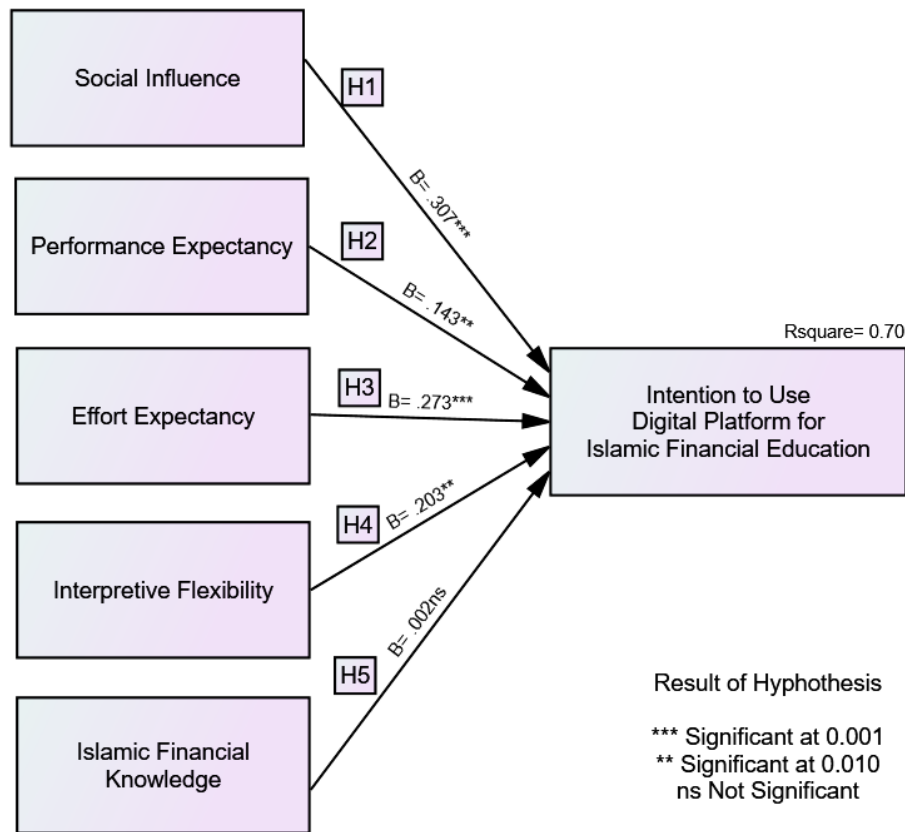 Social Influence
H1
B= .307***
Performance Expectancy
H2
B= .143**
Rsquare= 0.70
Effort Expectancy
H3
B= .273***
Intention to Use
Digital Platform for
Islamic Financial Education
Interpretive Flexibility
H4
B= .203**
Islamic Financial
Knowledge
H5
B= .002ns
Result of Hyphothesis
*** Significant at 0.001
** Significant at 0.010
ns Not Significant